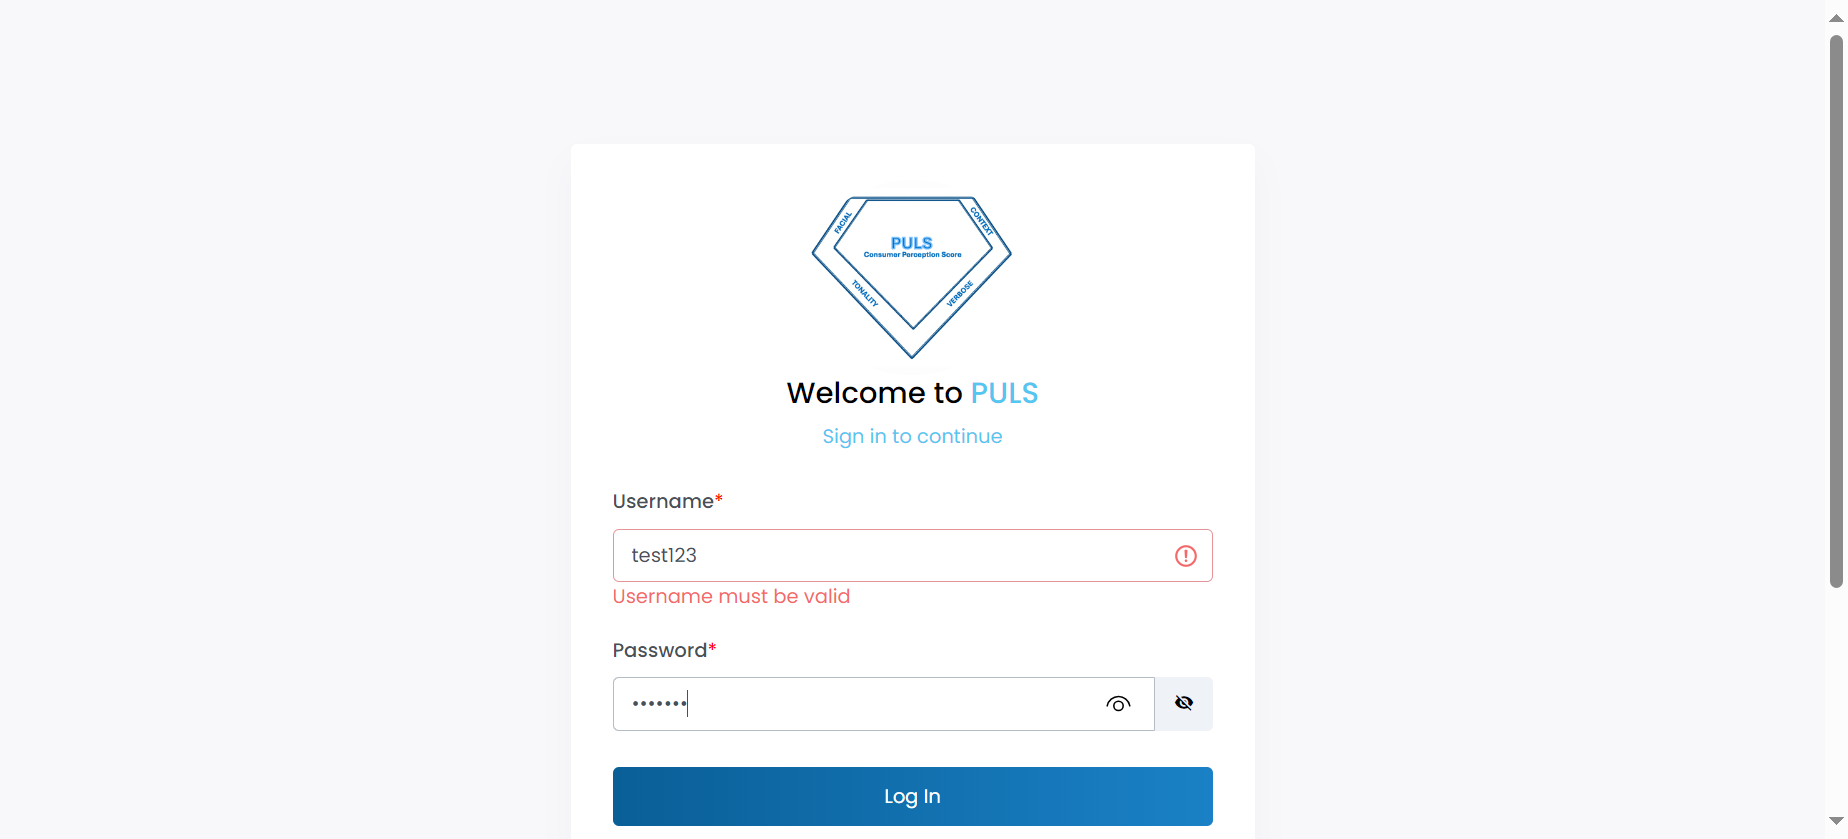 FACIAL
CONTEXT
PULS
Consumer Perception Score
TONALITY
VERBOSE
Welcome to PULS
Sign in to continue
Username*
test123
Username must be valid
Password*
•••••••
Log In